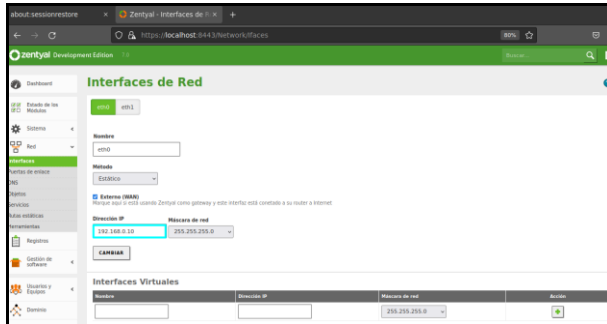 about:sessionrestore × Zentyal - Interfaces de R × +
https://localhost:8443/Network/Ifaces 80%
zentyal Development Edition 7.0
Buscar...
Dashboard
Interfaces de Red
Estado de los Módulos
eth0 eth1
Sistema
Red
Nombre
eth0
Interfaces
Puertas de enlace
DNS
Objetos
Servicios
Rutas estáticas
Herramientas
Método
Estático
Externo (WAN)
Marque aquí si está usando Zentyal como gateway y este interfaz está conetado a su router a Internet
Dirección IP Máscara de red
192.168.0.10 255.255.255.0
Registros
CAMBIAR
Gestión de software
Usuarios y Equipos
Interfaces Virtuales
Nombre Dirección IP Máscara de red Acción
255.255.255.0
Dominio